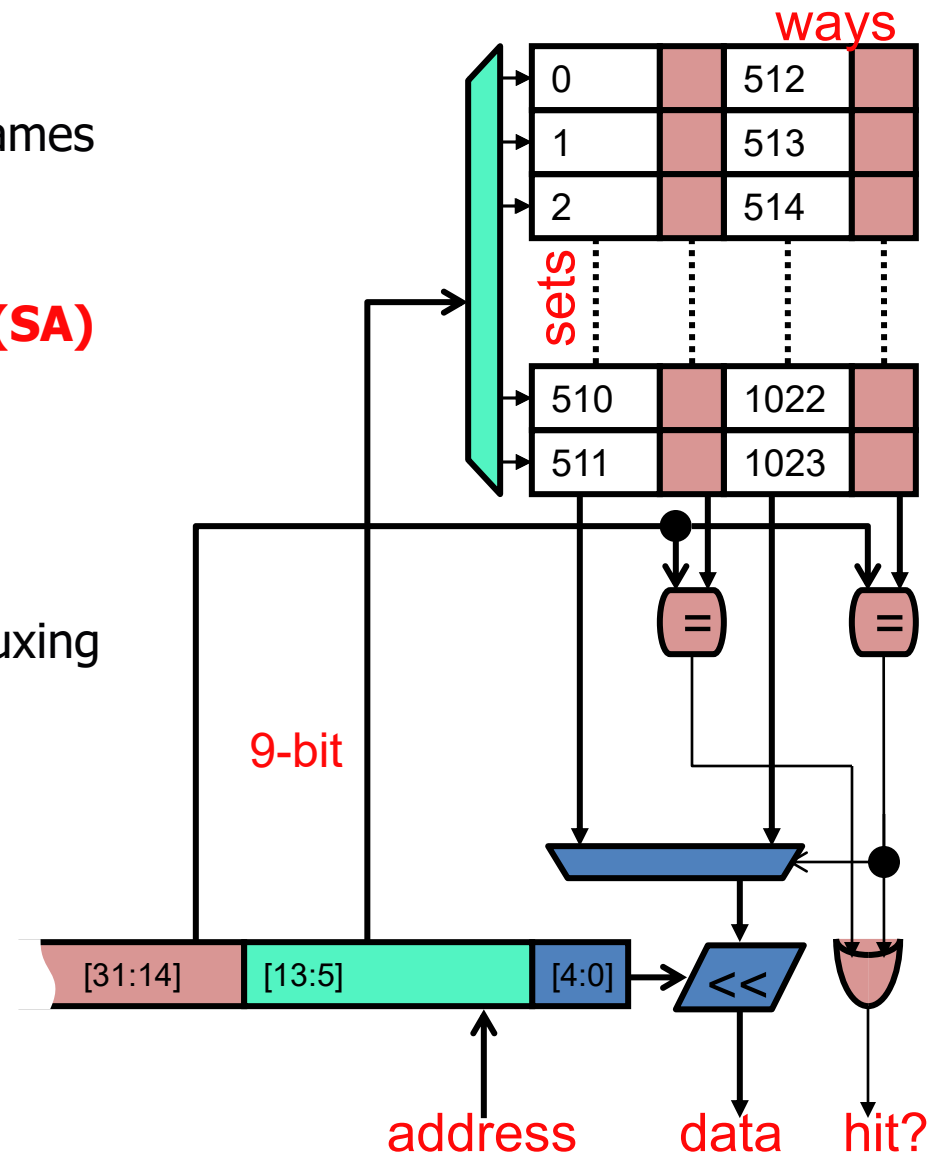 ways
0 512
ames
1 513
2 514
sets
(SA)
510 1022
511 1023
= =
uxing
9-bit
[31:14] [13:5] [4:0] <<
address data hit?